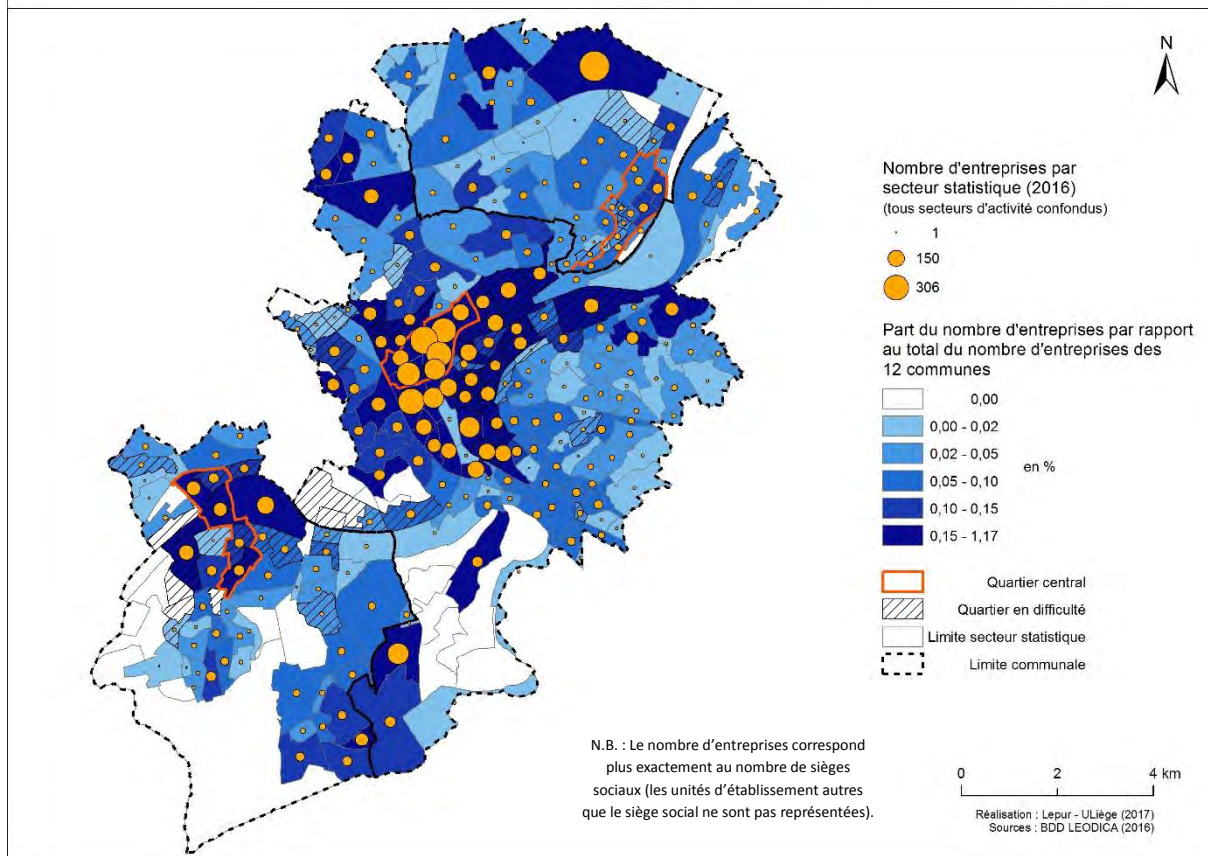 N
Nombre d'entreprises par
secteur statistique (2016)
(tous secteurs d'activité confondus)
1
150
306
Part du nombre d'entreprises par rapport
au total du nombre d'entreprises des
12 communes
0,00
0,00 - 0,02
0,02 - 0,05
0,05 - 0,10
0,10 - 0,15
0,15 - 1,17
en %
Quartier central
Quartier en difficulté
Limite secteur statistique
Limite communale
N.B. : Le nombre d'entreprises correspond
plus exactement au nombre de sièges
sociaux (les unités d'établissement autres
que le siège social ne sont pas représentées).
0 2 4 km
Réalisation : Lepur - ULiège (2017)
Sources : BDD LEODICA (2016)